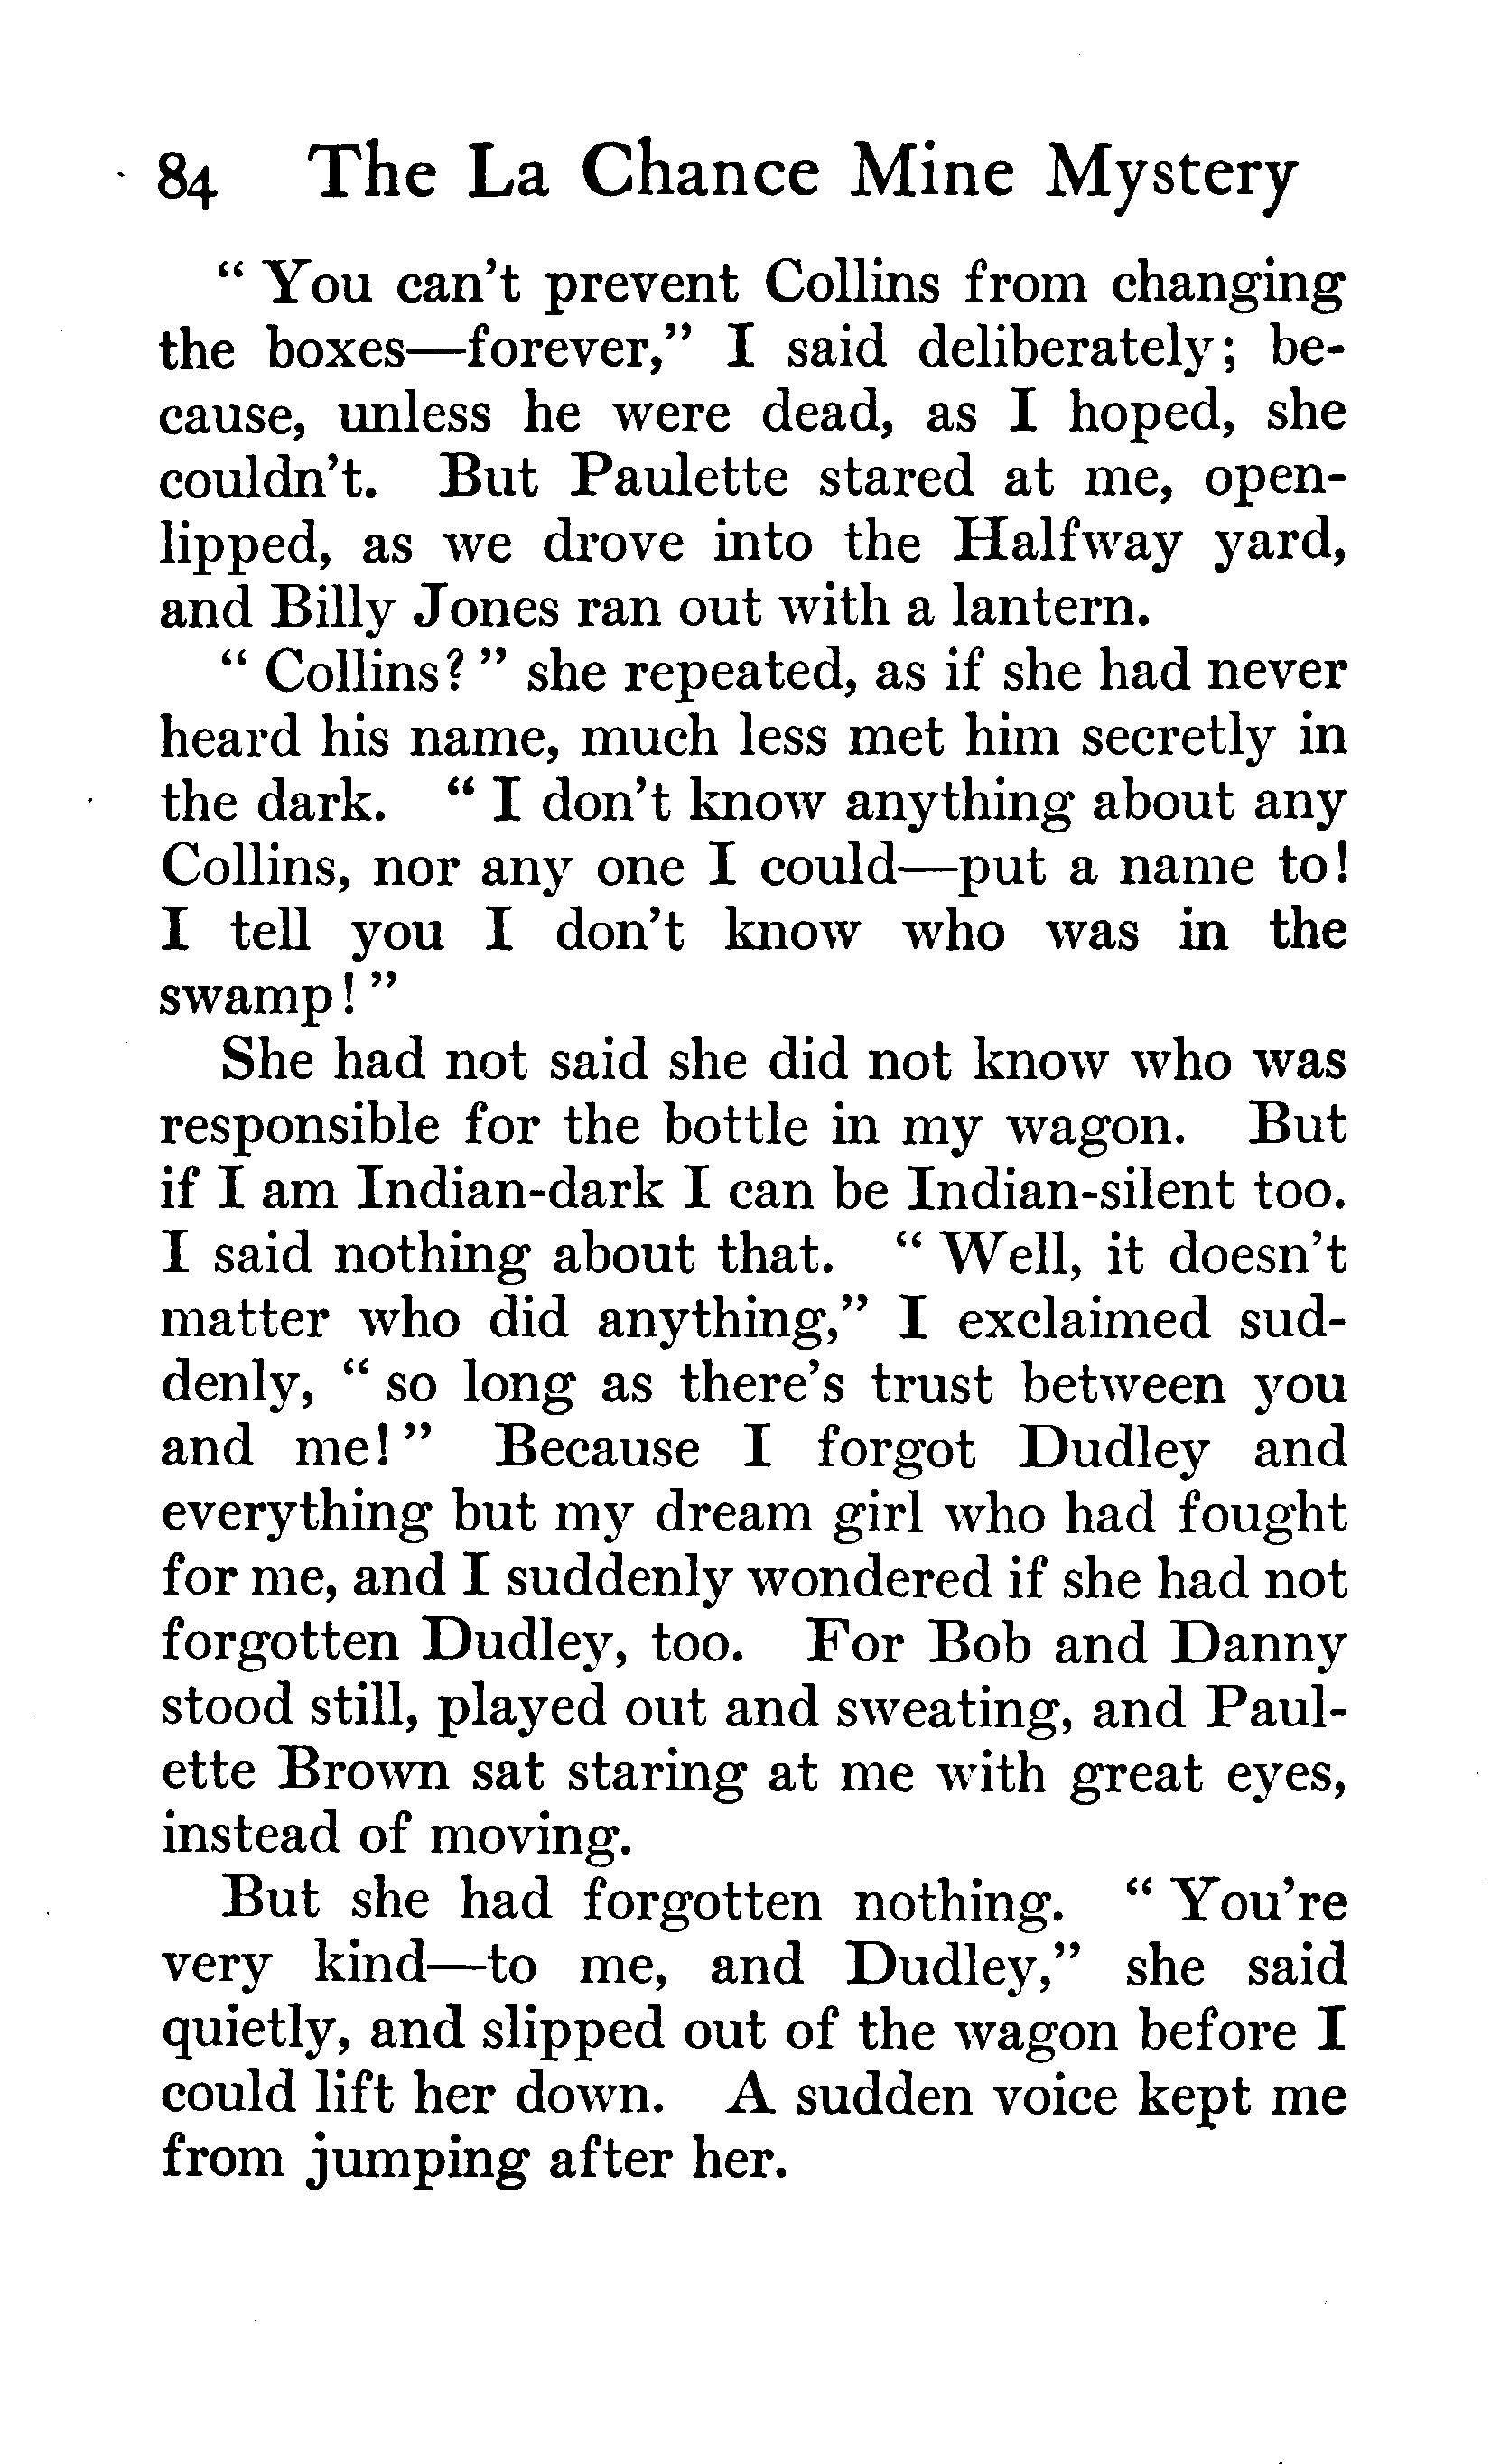 84 The La Chance Mine Mystery
" You can't prevent Collins from changing
the boxes—forever," I said deliberately; be-
cause, unless he were dead, as I hoped, she
couldn't. But Paulette stared at me, open-
lipped, as we drove into the Halfway yard,
and Billy Jones ran out with a lantern.
" Collins? " she repeated, as if she had never
heard his name, much less met him secretly in
the dark. " I don't know anything about any
Collins, nor any one I could—put a name to!
I tell you I don't know who was in the
swamp! "
She had not said she did not know who was
responsible for the bottle in my wagon. But
if I am Indian-dark I can be Indian-silent too.
I said nothing about that. " Well, it doesn't
matter who did anything," I exclaimed sud-
denly, " so long as there's trust between you
and me! " Because I forgot Dudley and
everything but my dream girl who had fought
for me, and I suddenly wondered if she had not
forgotten Dudley, too. For Bob and Danny
stood still, played out and sweating, and Paul-
ette Brown sat staring at me with great eyes,
instead of moving.
But she had forgotten nothing. " You're
very kind—to me, and Dudley," she said
quietly, and slipped out of the wagon before I
could lift her down. A sudden voice kept me
from jumping after her.